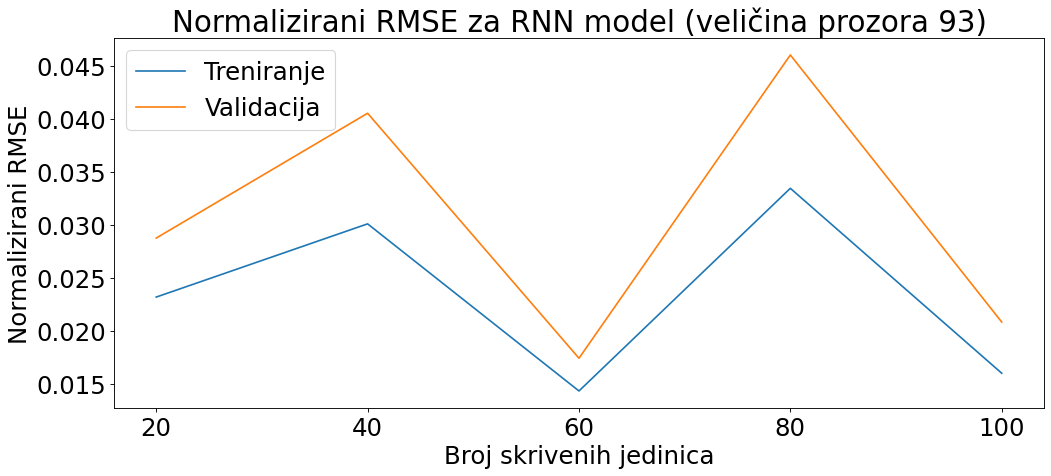 Normalizirani RMSE za RNN model (veličina prozora 93)
Treniranje
Validacija
Normalizirani RMSE
0.045
0.040
0.035
0.030
0.025
0.020
0.015
20 40 60 80 100
Broj skrivenih jedinica